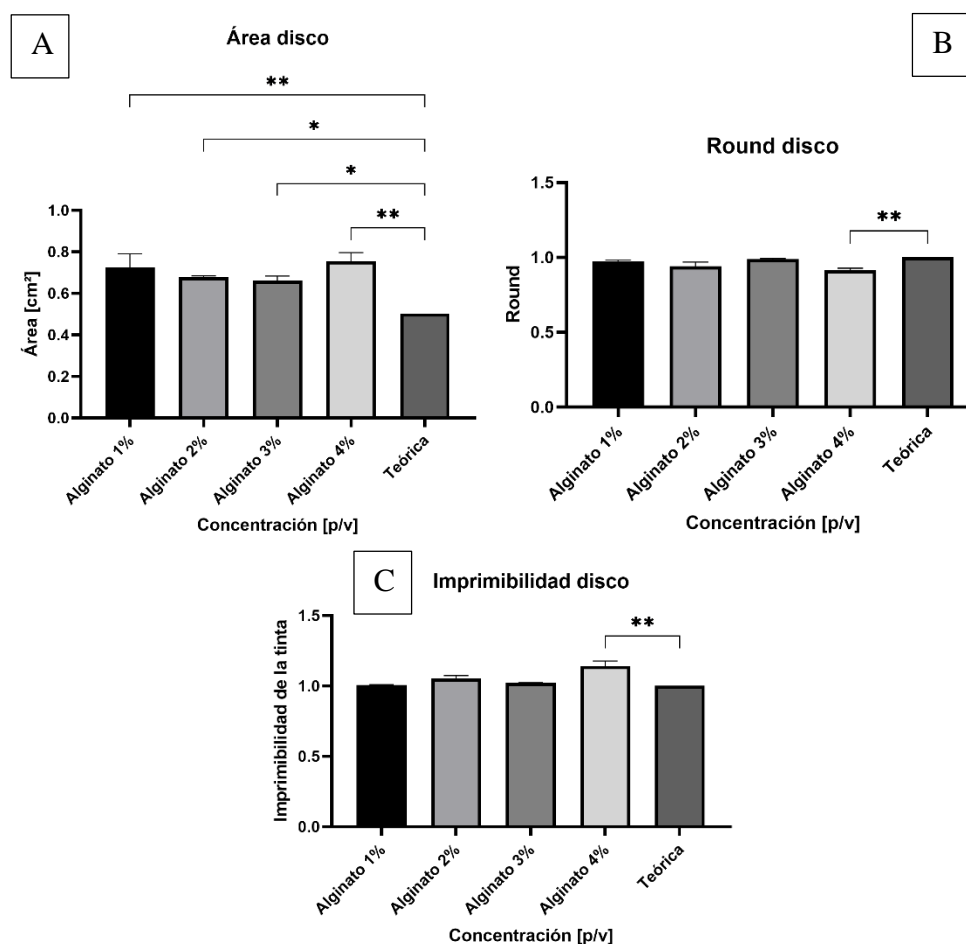 A
Área disco
**
*
*
**
Área [cm²]
1.0
0.8
0.6
0.4
0.2
0.0
Alginato 1%
Alginato 2%
Alginato 3%
Alginato 4%
Teórica
Concentración [p/v]
B
Round disco
**
Round
1.5
1.0
0.5
0.0
Alginato 1%
Alginato 2%
Alginato 3%
Alginato 4%
Teórica
Concentración [p/v]
C
Imprimibilidad disco
**
Imprimibilidad de la tinta
1.5
1.0
0.5
0.0
Alginato 1%
Alginato 2%
Alginato 3%
Alginato 4%
Teórica
Concentración [p/v]